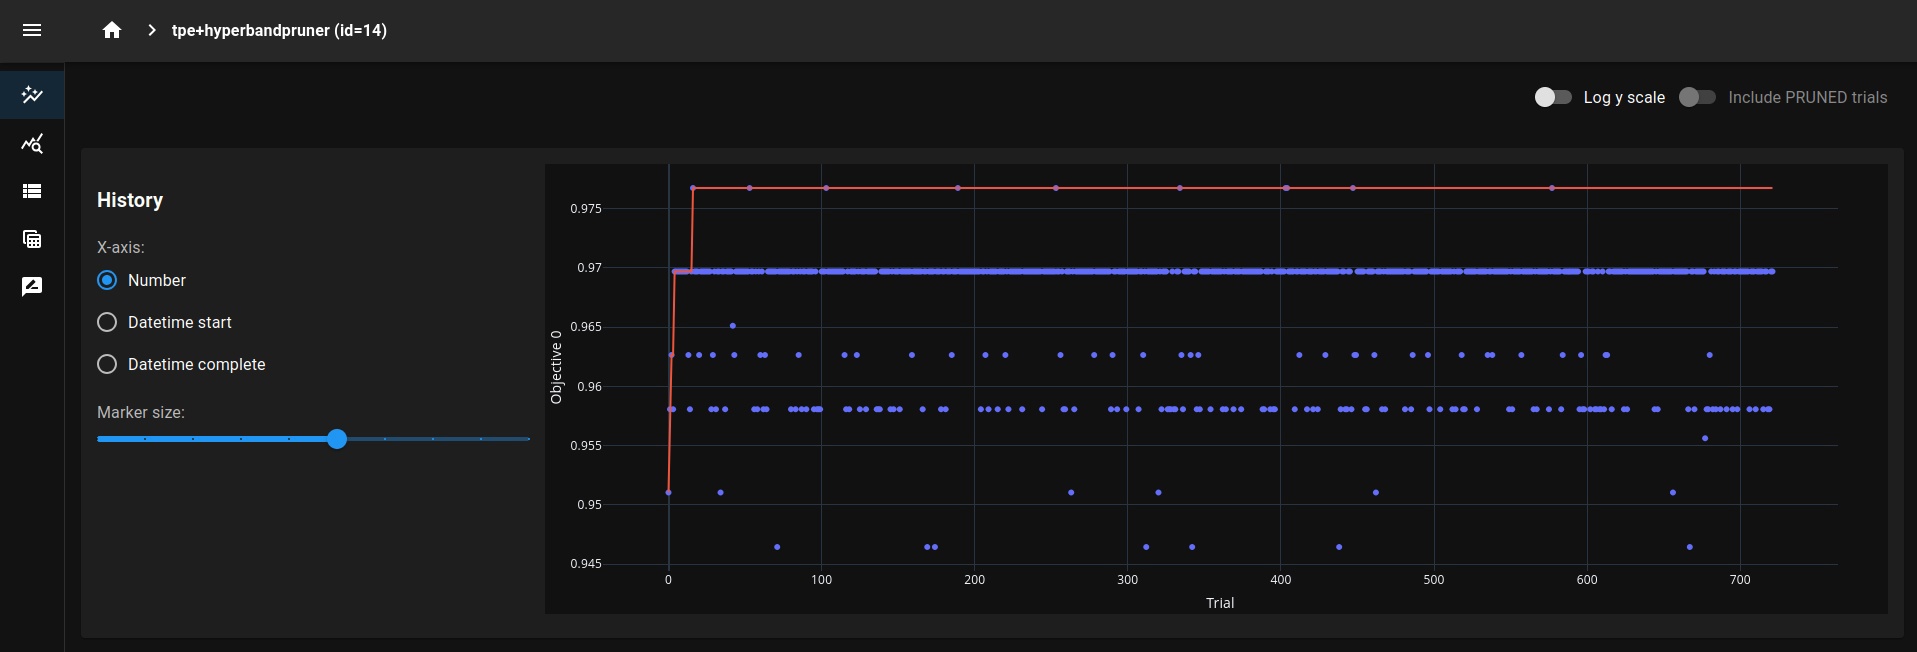 tpe+hyperbandpruner (id=14)
Log y scale
Include PRUNED trials
History
X-axis:
Number
Datetime start
Datetime complete
Marker size:
Objective 0
0.975
0.97
0.965
0.96
0.955
0.95
0.945
0 100 200 300 400 500 600 700
Trial